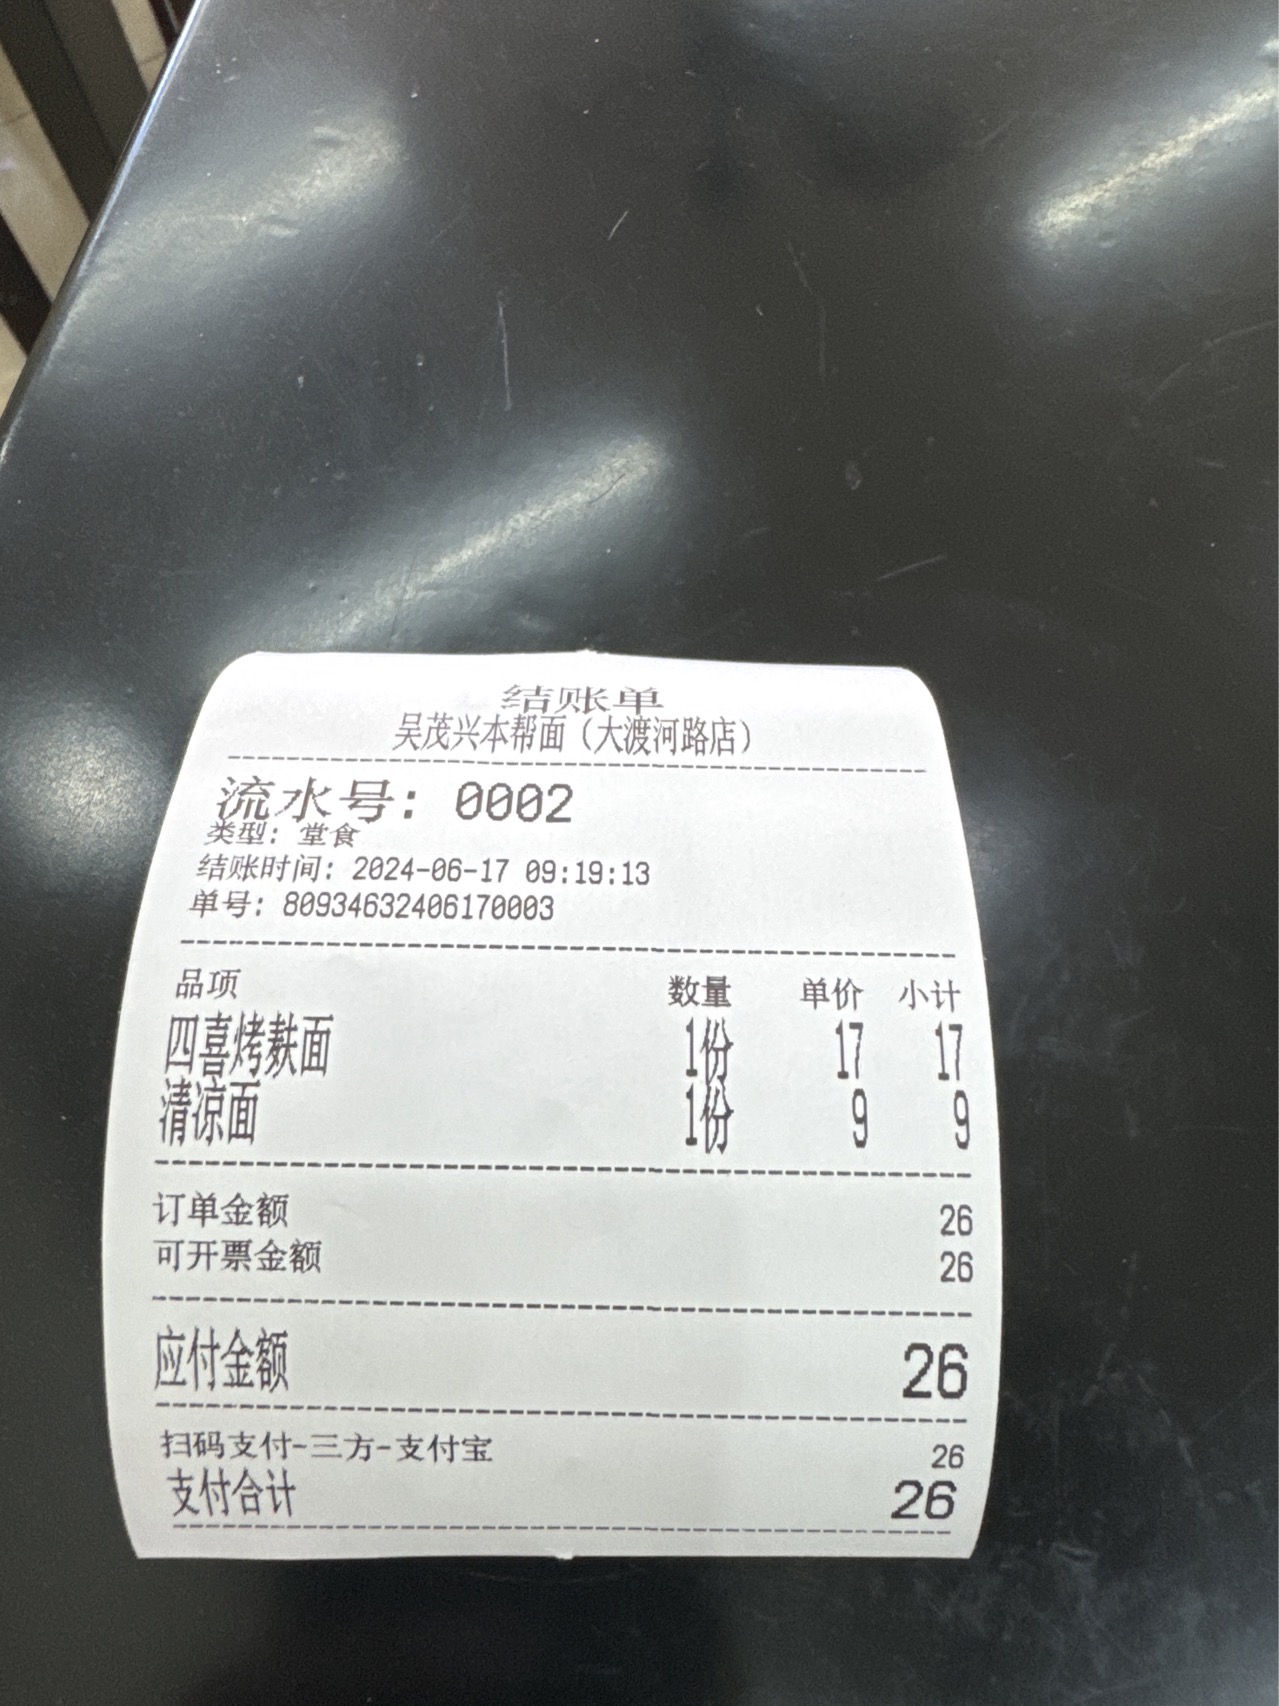 结账单
吴茂兴本帮面（大渡河路店）
流水号: 0002
类型: 堂食
结账时间: 2024-06-17 09:19:13
单号: 80934632406170003
品项 数量 单价 小计
四喜烤麸面 1份 17 17
清凉面 1份 9 9
订单金额 26
可开票金额 26
应付金额 26
扫码支付-三方-支付宝 26
支付合计 26